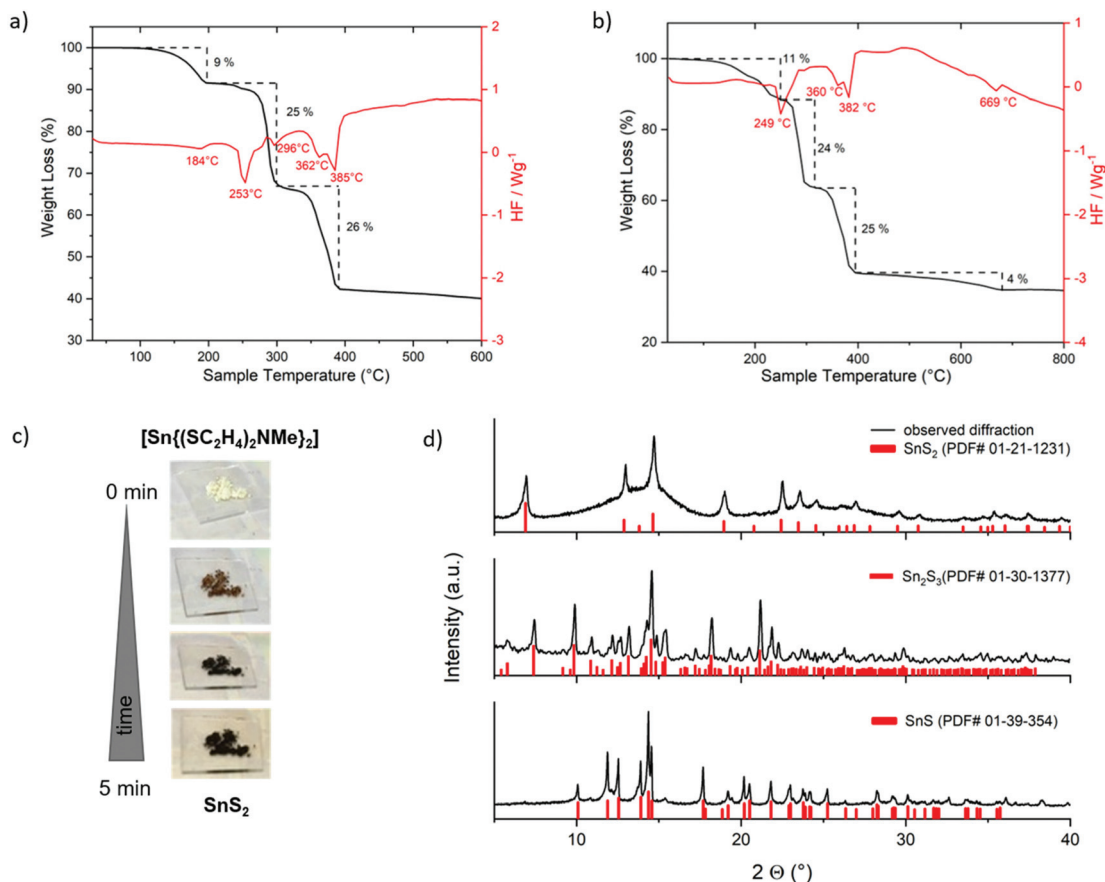 a)
Weight Loss (%)
100
90
80
70
60
50
40
30
9 %
25 %
26 %
184°C
253°C
296°C
362°C
385°C
2
1
0
-1
-2
-3
HF / Wg-1
100
200
300
400
500
600
Sample Temperature (°C)
b)
Weight Loss (%)
100
80
60
40
20
11 %
24 %
25 %
4 %
249 °C
360 °C
382 °C
669 °C
1
0
-1
-2
-3
-4
HF / Wg-1
200
400
600
800
Sample Temperature (°C)
c)
[Sn{(SC2H4)2NMe}2]
0 min
time
5 min
SnS2
d)
Intensity (a.u.)
observed diffraction
SnS2 (PDF# 01-21-1231)
Sn2S3(PDF# 01-30-1377)
SnS (PDF# 01-39-354)
10
20
30
40
2 Θ (°)